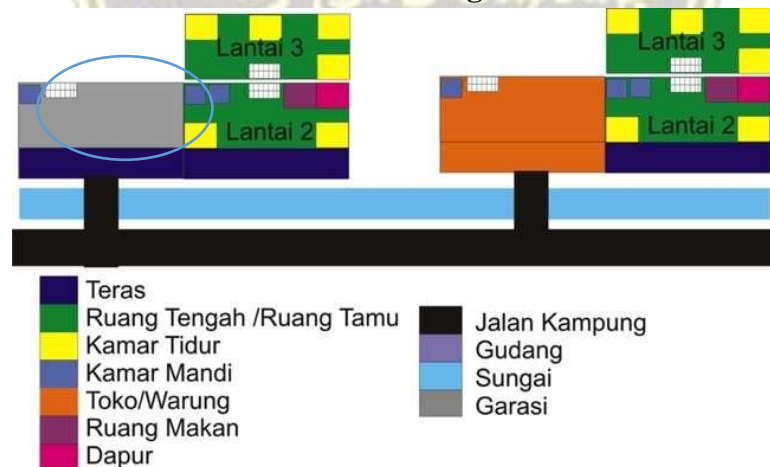 Lantai 3
Lantai 3
Lantai 2
Lantai 2
Teras
Ruang Tengah /Ruang Tamu
Kamar Tidur
Kamar Mandi
Toko/Warung
Ruang Makan
Dapur
Jalan Kampung
Gudang
Sungai
Garasi